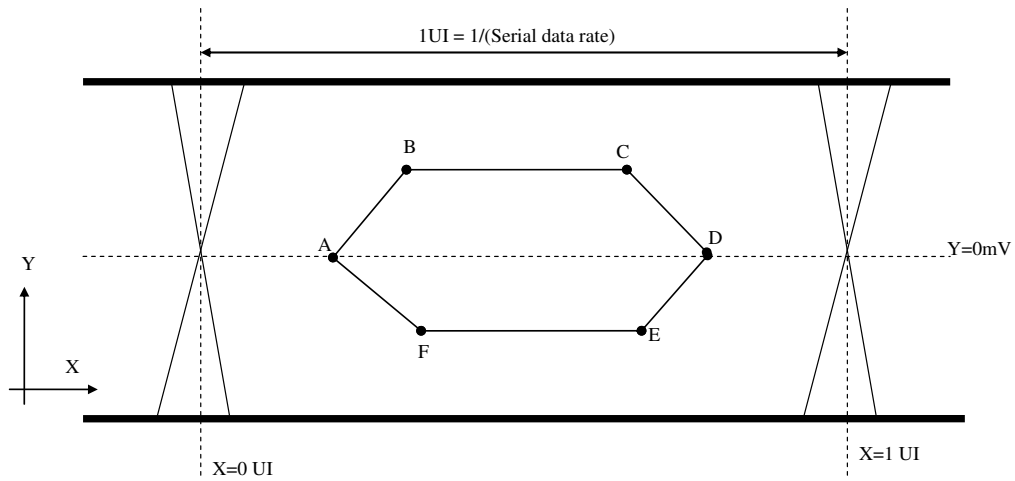 1UI = 1/(Serial data rate)
B
C
A
D
Y=0mV
Y
F
E
X
X=0 UI
X=1 UI